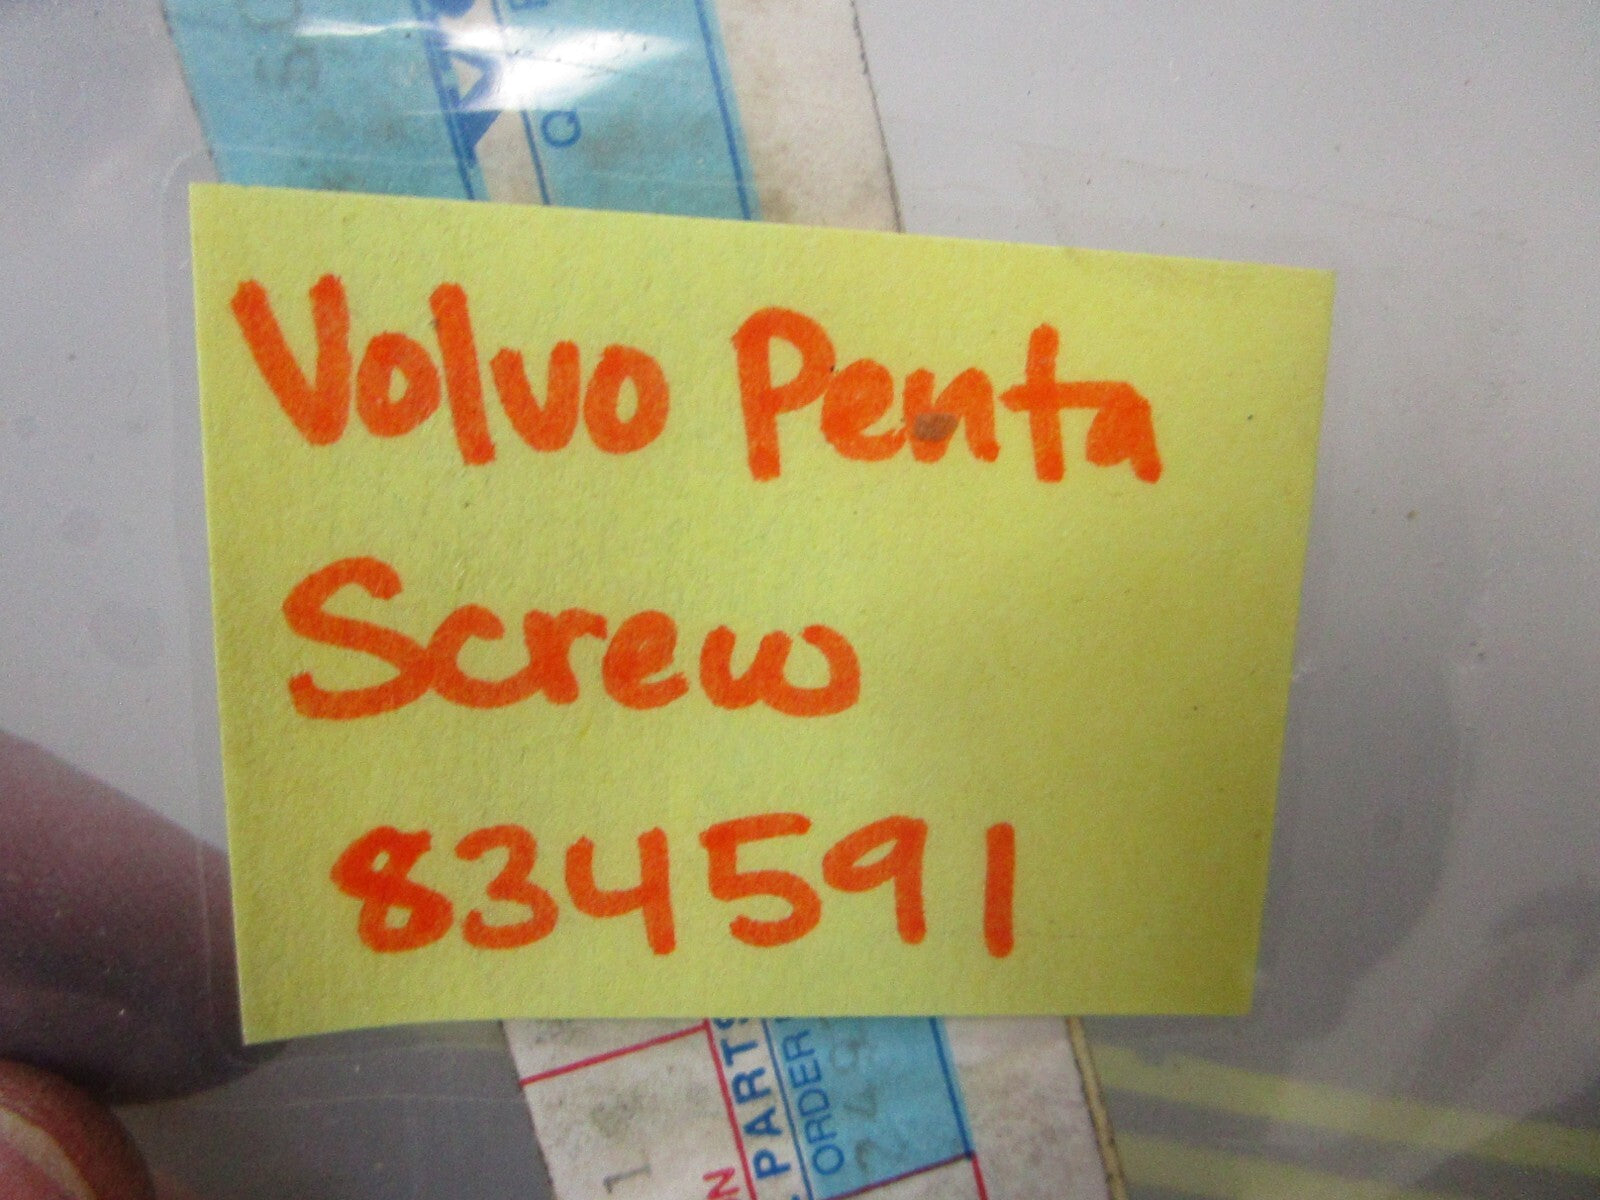 Volvo Penta
Screw
834591
PARTS
ORDER